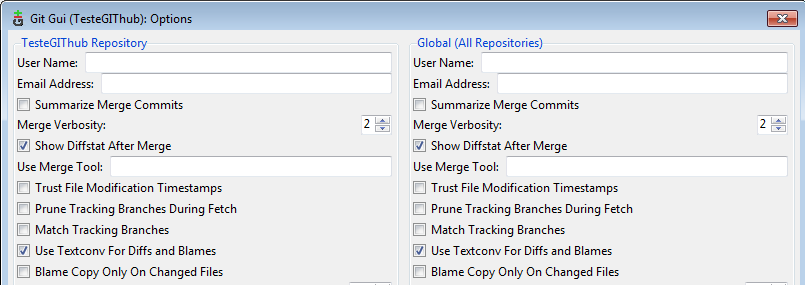 Git Gui (TesteGIThub): Options
TesteGIThub Repository
User Name:
Email Address:
Summarize Merge Commits
Merge Verbosity: 2
Show Diffstat After Merge
Use Merge Tool:
Trust File Modification Timestamps
Prune Tracking Branches During Fetch
Match Tracking Branches
Use Textconv For Diffs and Blames
Blame Copy Only On Changed Files
Global (All Repositories)
User Name:
Email Address:
Summarize Merge Commits
Merge Verbosity: 2
Show Diffstat After Merge
Use Merge Tool:
Trust File Modification Timestamps
Prune Tracking Branches During Fetch
Match Tracking Branches
Use Textconv For Diffs and Blames
Blame Copy Only On Changed Files